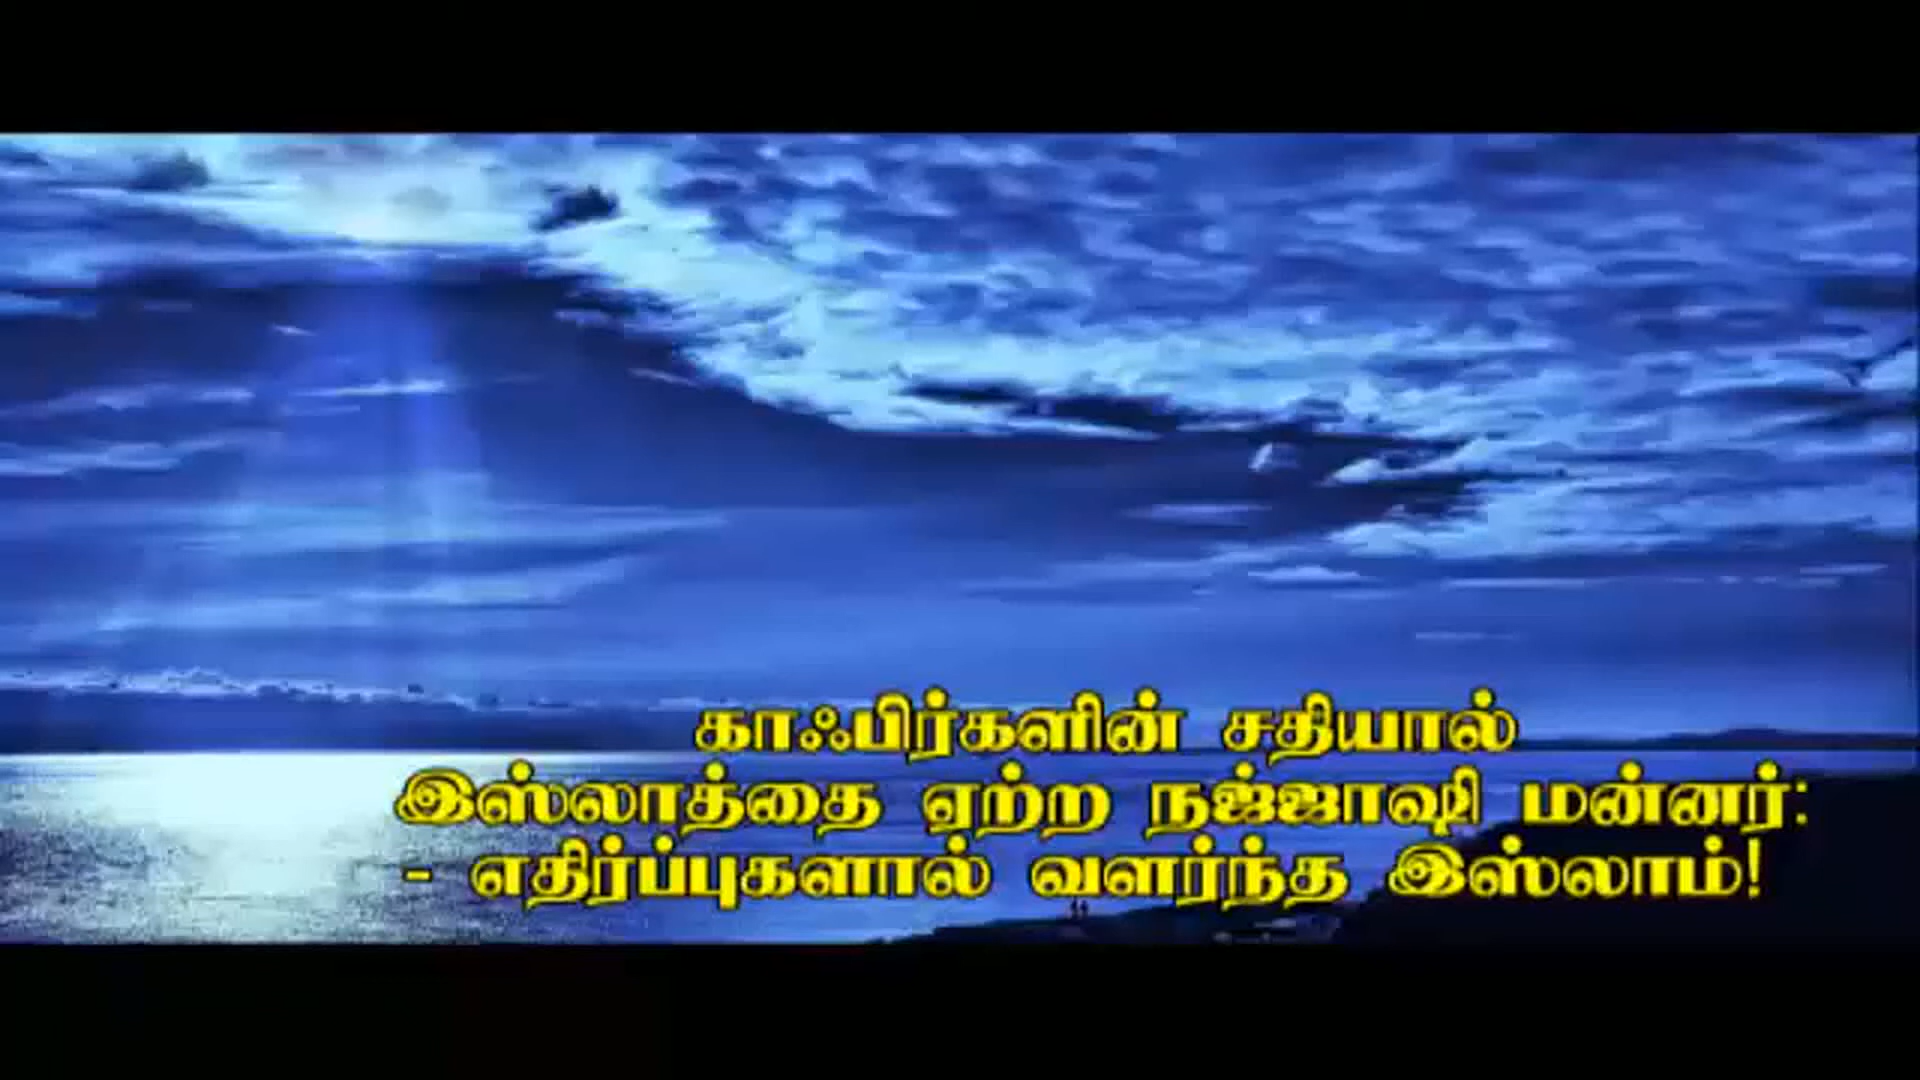 காஃபிர்களின் சதியால்
இஸ்லாத்தை ஏற்ற நஜ்ஜாஷி மன்னர்:
- எதிர்ப்புகளால் வளர்ந்த இஸ்லாம்!